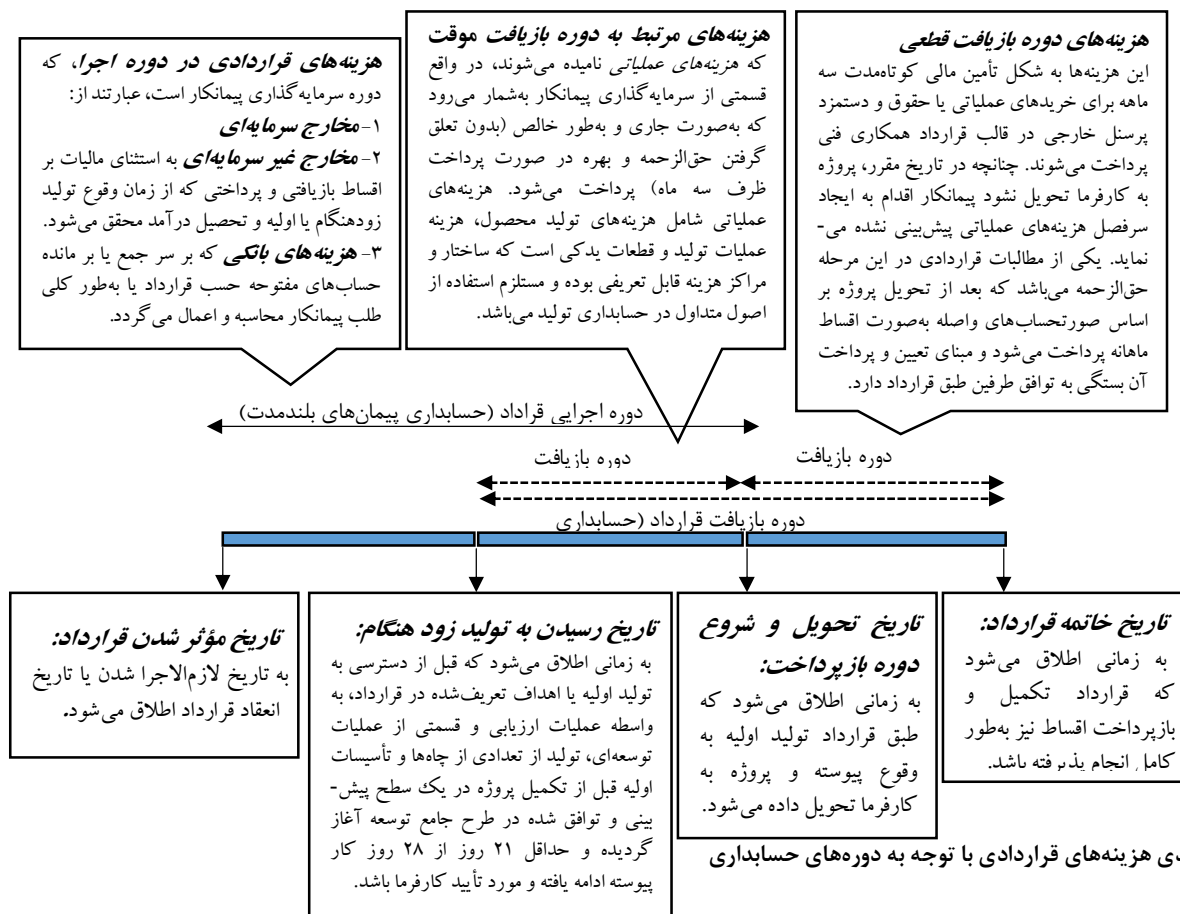 هزینه‌های دوره بازیافت قطعی
این هزینه‌ها به شکل تأمین مالی کوتاه‌مدت سه
ماهه برای خریدهای عملیاتی یا حقوق و دستمزد
پرسنل خارجی در قالب قرارداد همکاری فنی
پرداخت می‌شوند. چنانچه در تاریخ مقرر، پروژه
به کارفرما تحویل نشود پیمانکار اقدام به ایجاد
سرفصل هزینه‌های عملیاتی پیش‌بینی نشده می-
نماید. یکی از مطالبات قراردادی در این مرحله
حق‌الزحمه می‌باشد که بعد از تحویل پروژه بر
اساس صورتحساب‌های واصله به‌صورت اقساط
ماهانه پرداخت می‌شود و مبنای تعیین و پرداخت
آن بستگی به توافق طرفین طبق قرارداد دارد.
هزینه‌های مرتبط به دوره بازیافت موقت
که هزینه‌های عملیاتی نامیده می‌شوند، در واقع
قسمتی از سرمایه‌گذاری پیمانکار به‌شمار می‌رود
که به‌صورت جاری و به‌طور خالص (بدون تعلق
گرفتن حق‌الزحمه و بهره در صورت پرداخت
ظرف سه ماه) پرداخت می‌شود. هزینه‌های
عملیاتی شامل هزینه‌های تولید محصول، هزینه
عملیات تولید و قطعات یدکی است که ساختار و
مراکز هزینه قابل تعریفی بوده و مستلزم استفاده از
اصول متداول در حسابداری تولید می‌باشد.
هزینه‌های قراردادی در دوره اجرا، که
دوره سرمایه‌گذاری پیمانکار است، عبارتند از:
۱- مخارج سرمایه‌ای
۲- مخارج غیر سرمایه‌ای به استثنای مالیات بر
اقساط بازیافتی و پرداختی که از زمان وقوع تولید
زودهنگام یا اولیه و تحصیل درآمد محقق می‌شود.
۳- هزینه‌های بانکی که بر سر جمع یا بر مانده
حساب‌های مفتوحه حسب قرارداد یا به‌طور کلی
طلب پیمانکار محاسبه و اعمال می‌گردد.
دوره اجرایی قراداد (حسابداری پیمان‌های بلندمدت)
دوره بازیافت
دوره بازیافت
دوره بازیافت قرارداد (حسابداری
تاریخ خاتمه قرارداد:
به زمانی اطلاق می‌شود
که قرارداد تکمیل و
بازپرداخت اقساط نیز به‌طور
کامل انجام پذیرفته باشد.
تاریخ تحویل و شروع
دوره بازپرداخت:
به زمانی اطلاق می‌شود که
طبق قرارداد تولید اولیه به
وقوع پیوسته و پروژه به
کارفرما تحویل داده می‌شود.
تاریخ رسیدن به تولید زود هنگام:
به زمانی اطلاق می‌شود که قبل از دسترسی به
تولید اولیه یا اهداف تعریف‌شده در قرارداد، به
واسطه عملیات ارزیابی و قسمتی از عملیات
توسعه‌ای، تولید از تعدادی از چاه‌ها و تأسیسات
اولیه قبل از تکمیل پروژه در یک سطح پیش-
بینی و توافق شده در طرح جامع توسعه آغاز
گردیده و حداقل ۲۱ روز از ۲۸ روز کار
پیوسته ادامه یافته و مورد تأیید کارفرما باشد.
تاریخ مؤثر شدن قرارداد:
به تاریخ لازم‌الاجرا شدن یا تاریخ
انعقاد قرارداد اطلاق می‌شود.
دی هزینه‌های قراردادی با توجه به دوره‌های حسابداری